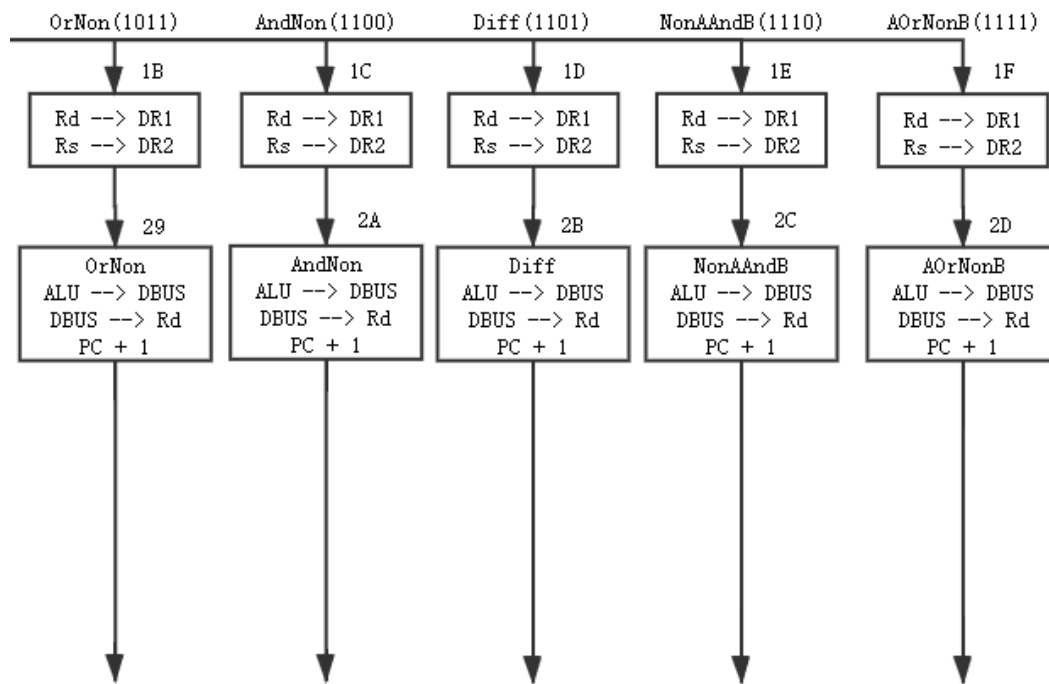 OrNon(1011) AndNon(1100) Diff(1101) NonAAndB(1110) AOrNonB(1111)
1B 1C 1D 1E 1F
Rd --> DR1 Rd --> DR1 Rd --> DR1 Rd --> DR1 Rd --> DR1
Rs --> DR2 Rs --> DR2 Rs --> DR2 Rs --> DR2 Rs --> DR2
29 2A 2B 2C 2D
OrNon AndNon Diff NonAAndB AOrNonB
ALU --> DBUS ALU --> DBUS ALU --> DBUS ALU --> DBUS ALU --> DBUS
DBUS --> Rd DBUS --> Rd DBUS --> Rd DBUS --> Rd DBUS --> Rd
PC + 1 PC + 1 PC + 1 PC + 1 PC + 1